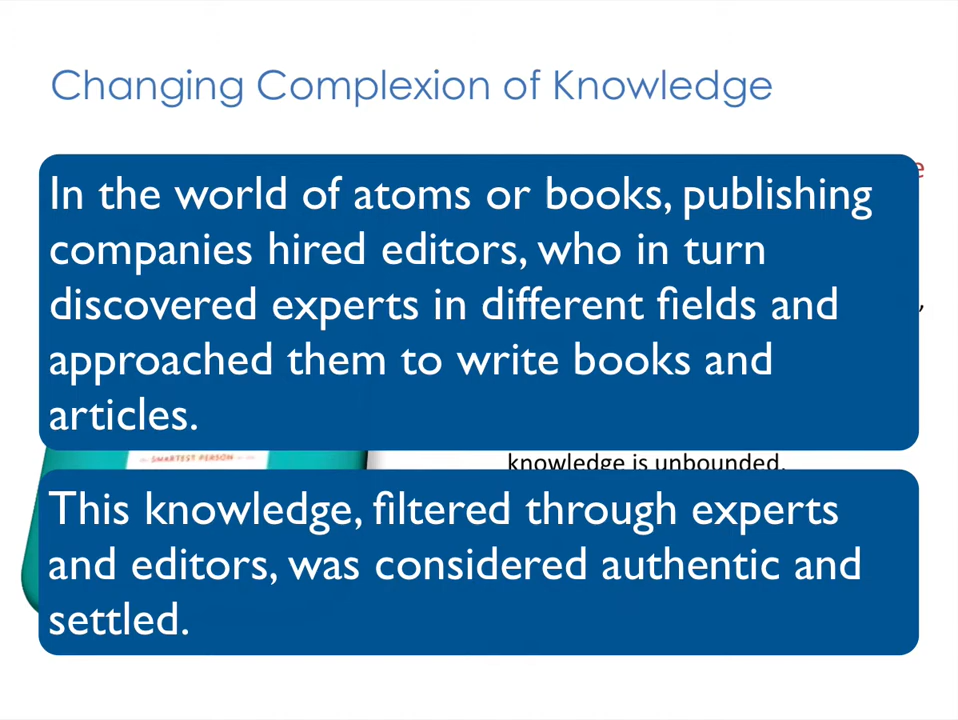 Changing Complexion of Knowledge
In the world of atoms or books, publishing
companies hired editors, who in turn
discovered experts in different fields and
approached them to write books and
articles.
SMARTEST PERSON
knowledge is unbounded.
This knowledge, filtered through experts
and editors, was considered authentic and
settled.